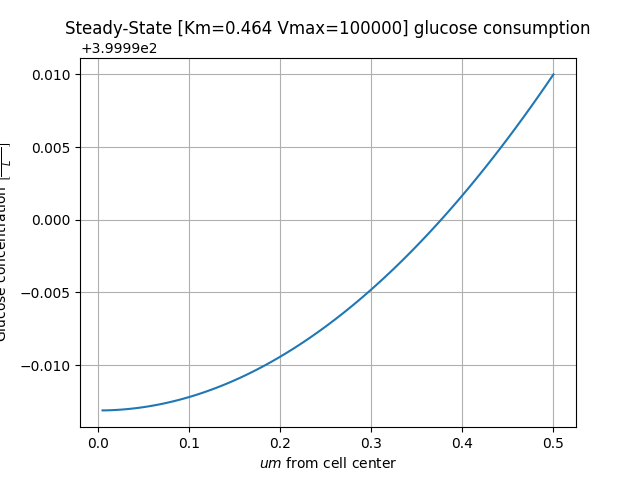 Steady-State [Km=0.464 Vmax=100000] glucose consumption
+3.9999e2
0.010
0.005
0.000
−0.005
−0.010
Glucose concentration
0.0 0.1 0.2 0.3 0.4 0.5
um from cell center